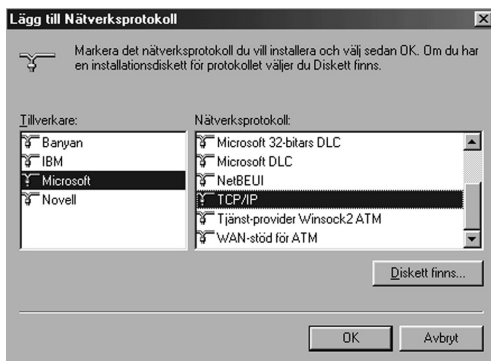 Lägg till Nätverksprotokoll
Markera det nätverksprotokoll du vill installera och välj sedan OK. Om du har
en installationsdiskett för protokollet väljer du Diskett finns.
Tillverkare:
Banyan
IBM
Microsoft
Novell
Nätverksprotokoll:
Microsoft 32-bitars DLC
Microsoft DLC
NetBEUI
TCP/IP
Tjänst-provider Winsock2 ATM
WAN-stöd för ATM
Diskett finns...
OK
Avbryt